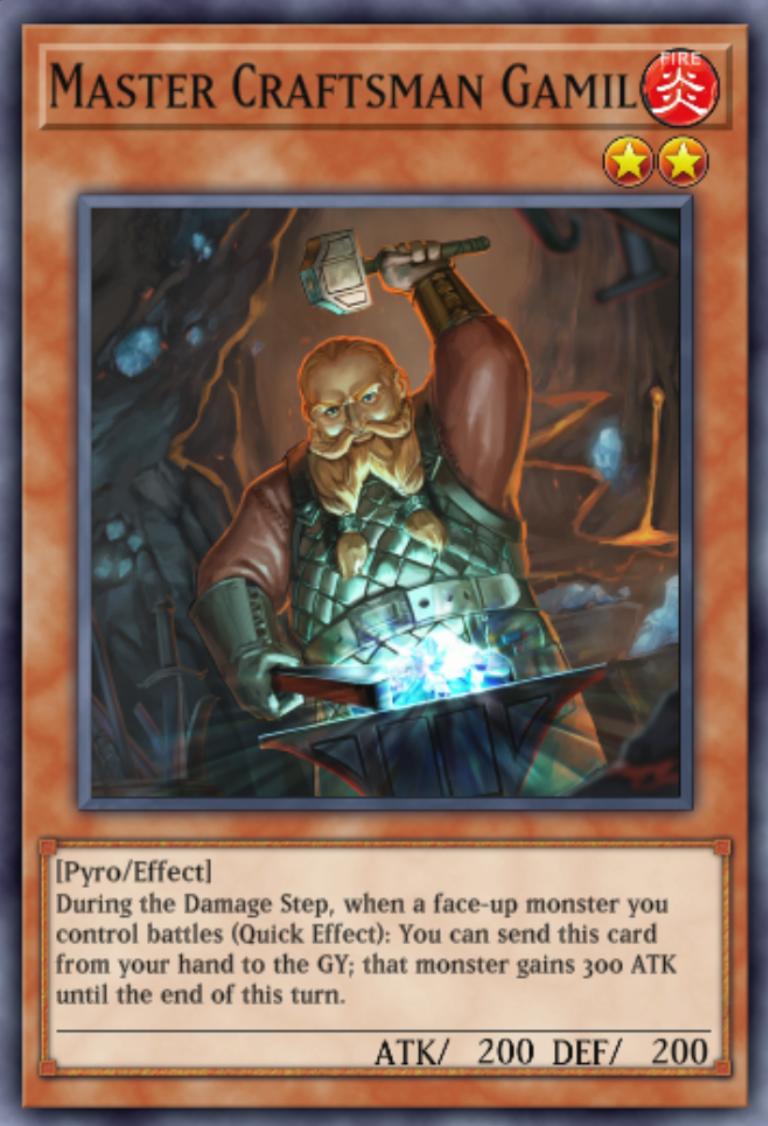 MASTER CRAFTSMAN GAMIL
FIRE
炎
[Pyro/Effect]
During the Damage Step, when a face-up monster you
control battles (Quick Effect): You can send this card
from your hand to the GY; that monster gains 300 ATK
until the end of this turn.
ATK/ 200 DEF/ 200